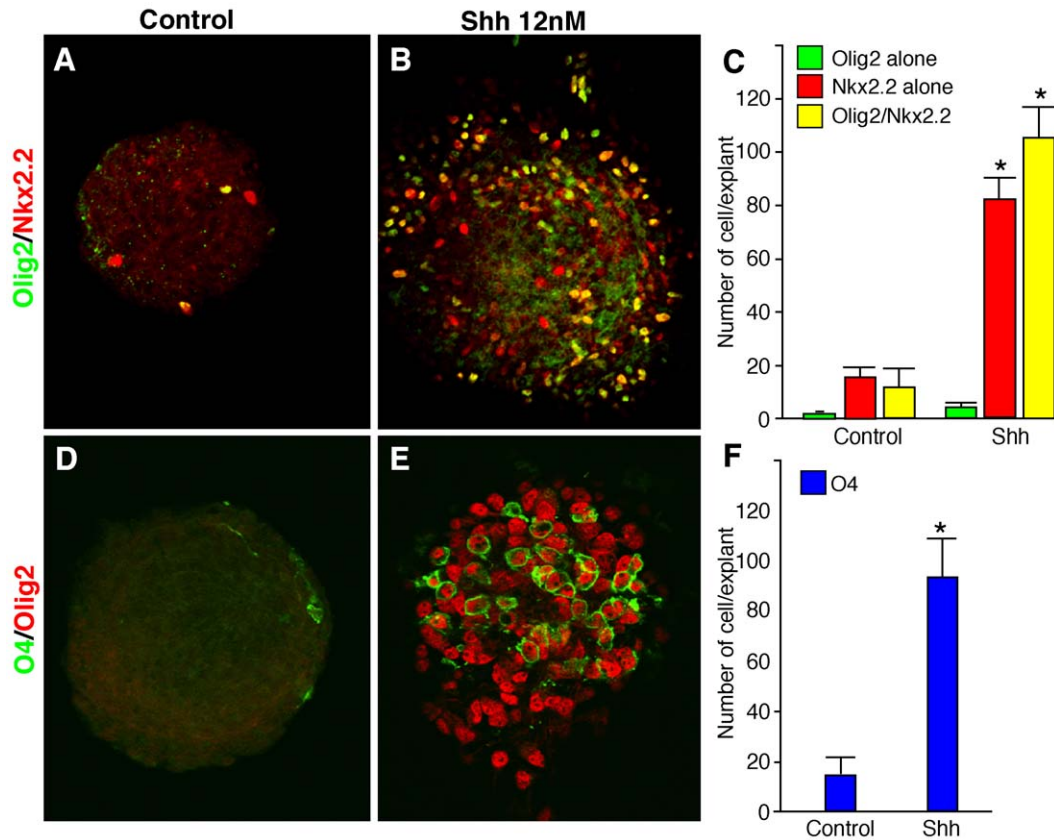 Control
Shh 12nM
A
B
C
Olig2 alone
Nkx2.2 alone
Olig2/Nkx2.2
Olig2/Nkx2.2
Number of cell/explant
120
100
80
60
40
20
0
*
*
Control
Shh
D
E
F
O4
O4/Olig2
Number of cell/explant
120
100
80
60
40
20
0
*
Control
Shh